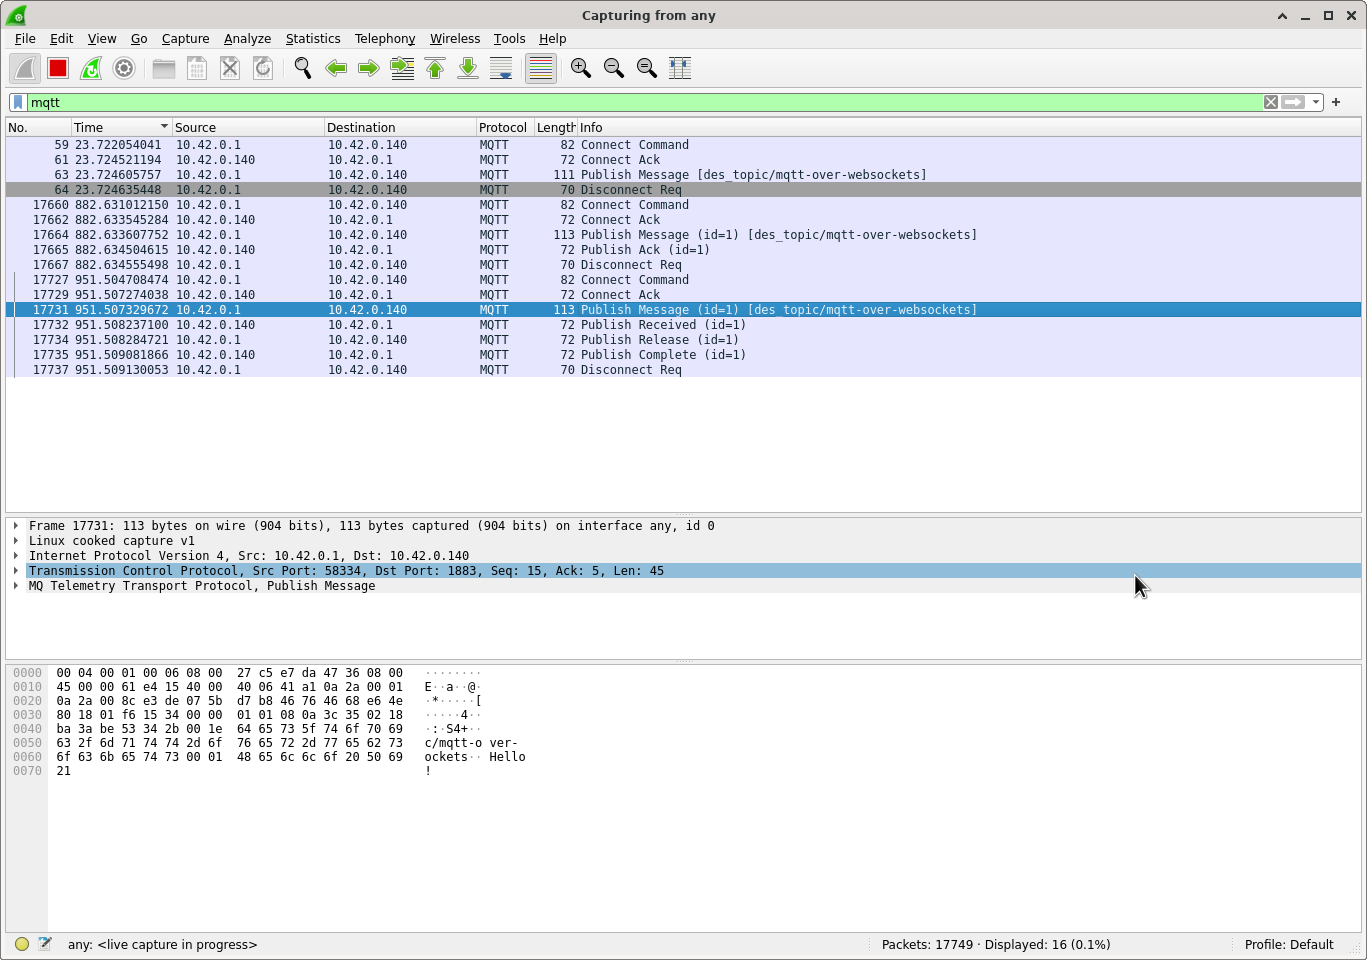 Capturing from any
File Edit View Go Capture Analyze Statistics Telephony Wireless Tools Help
mqtt
No. Time Source Destination Protocol Length Info
59 23.722054041 10.42.0.1 10.42.0.140 MQTT 82 Connect Command
61 23.724521194 10.42.0.140 10.42.0.1 MQTT 72 Connect Ack
63 23.724605757 10.42.0.1 10.42.0.140 MQTT 111 Publish Message [des_topic/mqtt-over-websockets]
64 23.724635448 10.42.0.1 10.42.0.140 MQTT 70 Disconnect Req
17660 882.631012150 10.42.0.1 10.42.0.140 MQTT 82 Connect Command
17662 882.633545284 10.42.0.140 10.42.0.1 MQTT 72 Connect Ack
17664 882.633607752 10.42.0.1 10.42.0.140 MQTT 113 Publish Message (id=1) [des_topic/mqtt-over-websockets]
17665 882.634504615 10.42.0.140 10.42.0.1 MQTT 72 Publish Ack (id=1)
17667 882.634555498 10.42.0.1 10.42.0.140 MQTT 70 Disconnect Req
17727 951.504708474 10.42.0.1 10.42.0.140 MQTT 82 Connect Command
17729 951.507274038 10.42.0.140 10.42.0.1 MQTT 72 Connect Ack
17731 951.507329672 10.42.0.1 10.42.0.140 MQTT 113 Publish Message (id=1) [des_topic/mqtt-over-websockets]
17732 951.508237100 10.42.0.140 10.42.0.1 MQTT 72 Publish Received (id=1)
17734 951.508284721 10.42.0.1 10.42.0.140 MQTT 72 Publish Release (id=1)
17735 951.509081866 10.42.0.140 10.42.0.1 MQTT 72 Publish Complete (id=1)
17737 951.509130053 10.42.0.1 10.42.0.140 MQTT 70 Disconnect Req
Frame 17731: 113 bytes on wire (904 bits), 113 bytes captured (904 bits) on interface any, id 0
Linux cooked capture v1
Internet Protocol Version 4, Src: 10.42.0.1, Dst: 10.42.0.140
Transmission Control Protocol, Src Port: 58334, Dst Port: 1883, Seq: 15, Ack: 5, Len: 45
MQ Telemetry Transport Protocol, Publish Message
0000 00 04 00 01 00 06 08 00 27 c5 e7 da 47 36 08 00 ········
0010 45 00 00 61 e4 15 40 00 40 06 41 a1 0a 2a 00 01 E··a··@·
0020 0a 2a 00 8c e3 de 07 5b d7 b8 46 76 46 68 e6 4e ·*·····[
0030 80 18 01 f6 15 34 00 00 01 01 08 0a 3c 35 02 18 ·····4··
0040 ba 3a be 53 34 2b 00 1e 64 65 73 5f 74 6f 70 69 ·:·S4+··
0050 63 2f 6d 71 74 74 2d 6f 76 65 72 2d 77 65 62 73 c/mqtt-o ver-
0060 6f 63 6b 65 74 73 00 01 48 65 6c 6c 6f 20 50 69 ockets·· Hello
0070 21 !
any: <live capture in progress> Packets: 17749 · Displayed: 16 (0.1%) Profile: Default